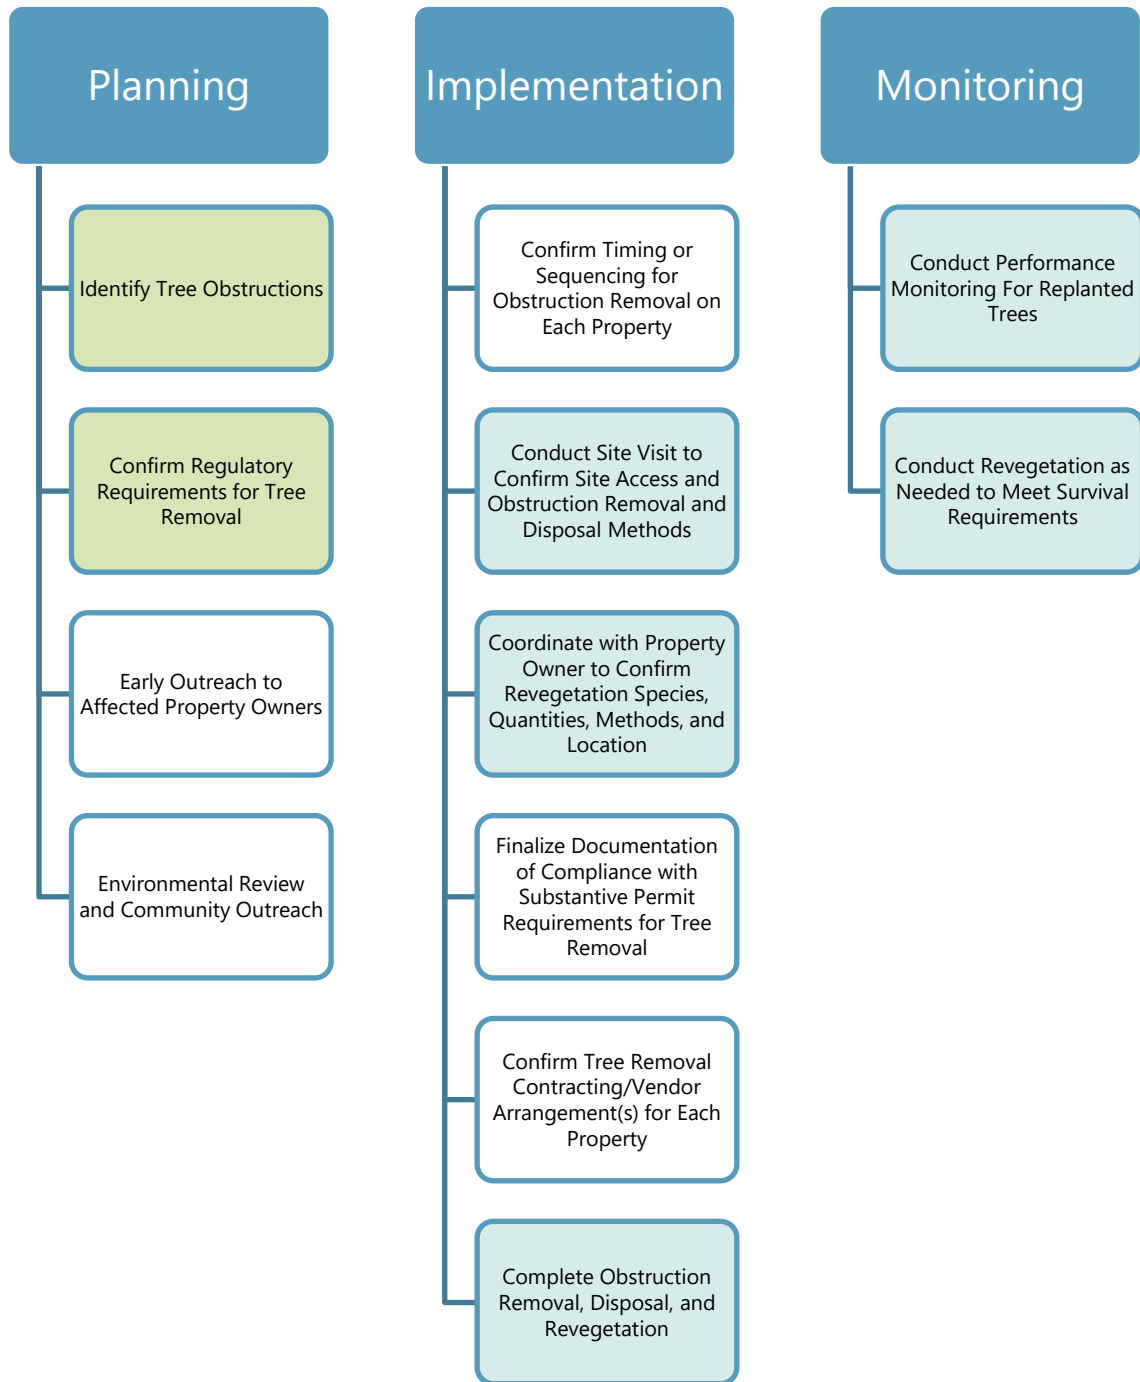 Planning
Identify Tree Obstructions
Confirm Regulatory
Requirements for Tree
Removal
Early Outreach to
Affected Property Owners
Environmental Review
and Community Outreach
Implementation
Confirm Timing or
Sequencing for
Obstruction Removal on
Each Property
Conduct Site Visit to
Confirm Site Access and
Obstruction Removal and
Disposal Methods
Coordinate with Property
Owner to Confirm
Revegetation Species,
Quantities, Methods, and
Location
Finalize Documentation
of Compliance with
Substantive Permit
Requirements for Tree
Removal
Confirm Tree Removal
Contracting/Vendor
Arrangement(s) for Each
Property
Complete Obstruction
Removal, Disposal, and
Revegetation
Monitoring
Conduct Performance
Monitoring For Replanted
Trees
Conduct Revegetation as
Needed to Meet Survival
Requirements